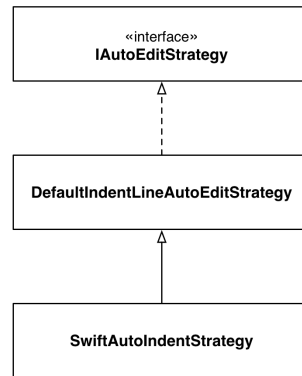 «interface»
IAutoEditStrategy
DefaultIndentLineAutoEditStrategy
SwiftAutoIndentStrategy